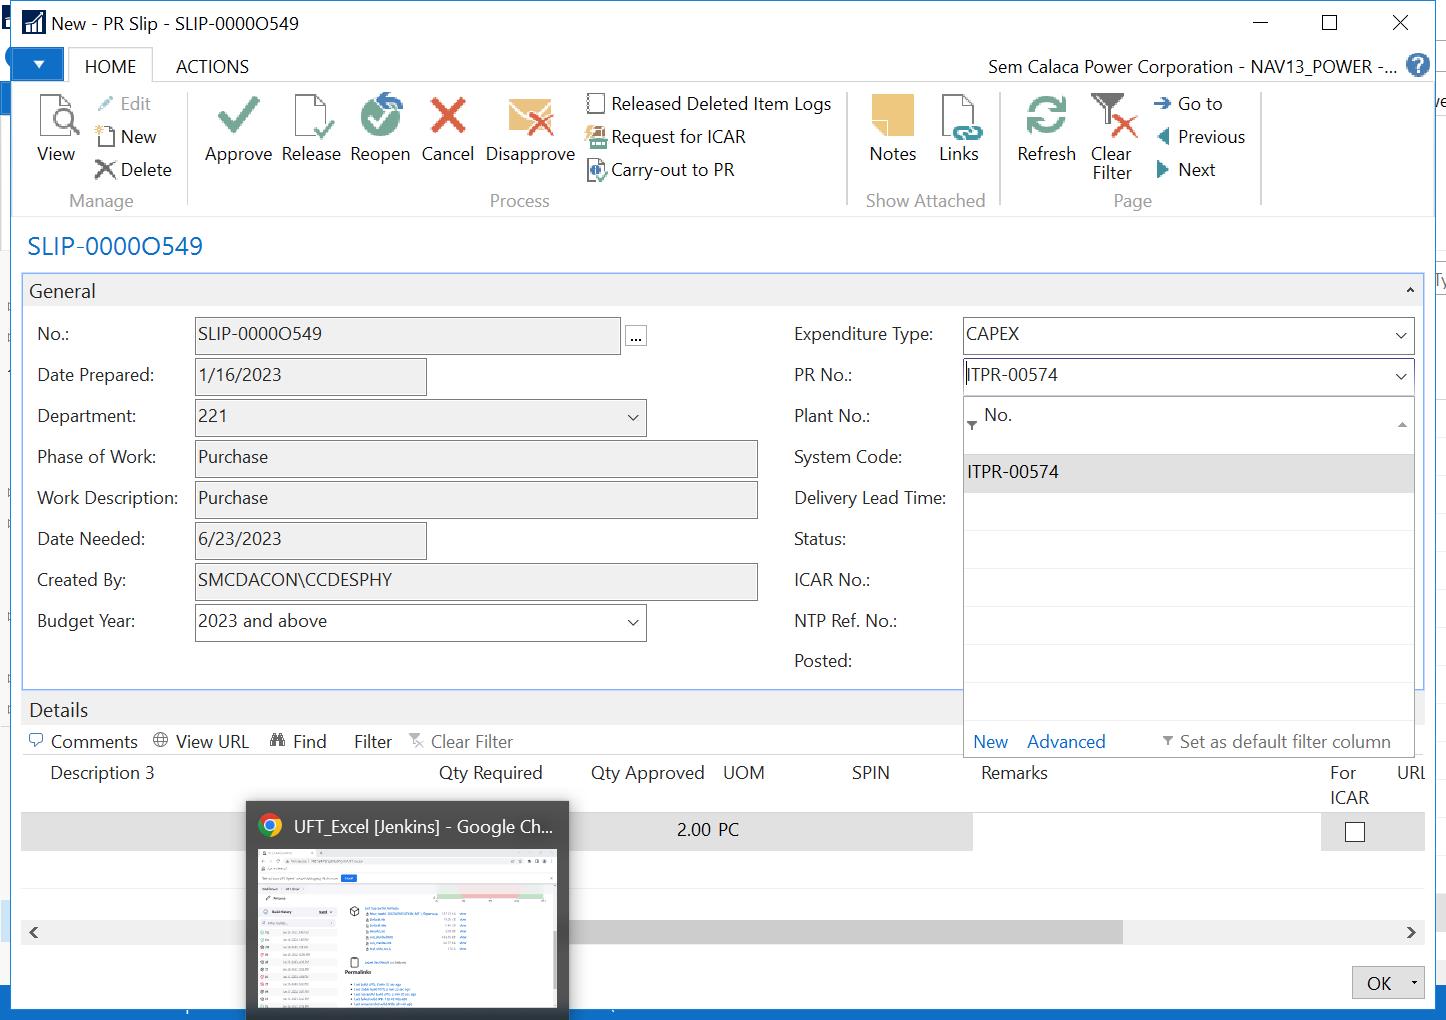 New - PR Slip - SLIP-0000O549
HOME
ACTIONS
Sem Calaca Power Corporation - NAV13_POWER -...
View
Edit
New
Delete
Manage
Approve
Release
Reopen
Cancel
Disapprove
Released Deleted Item Logs
Request for ICAR
Carry-out to PR
Process
Notes
Links
Show Attached
Refresh
Clear
Filter
Go to
Previous
Next
Page
SLIP-0000O549
General
No.: SLIP-0000O549 ...
Date Prepared: 1/16/2023
Department: 221
Phase of Work: Purchase
Work Description: Purchase
Date Needed: 6/23/2023
Created By: SMCDACON\CCDESPHY
Budget Year: 2023 and above
Expenditure Type: CAPEX
PR No.: ITPR-00574
Plant No.:
System Code:
Delivery Lead Time:
Status:
ICAR No.:
NTP Ref. No.:
Posted:
No.
ITPR-00574
New Advanced Set as default filter column
Details
Comments View URL Find Filter Clear Filter
Description 3 Qty Required Qty Approved UOM SPIN Remarks For ICAR URL
2.00 PC
UFT_Excel [Jenkins] - Google Ch...
Permalinks
OK